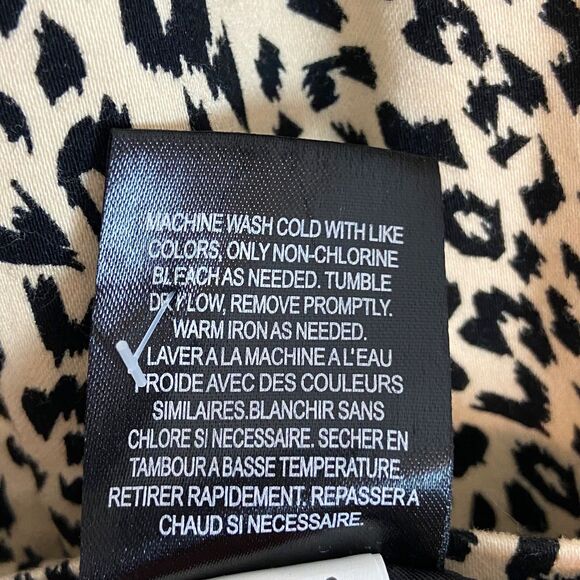 MACHINE WASH COLD WITH LIKE
COLORS. ONLY NON-CHLORINE
BLEACH AS NEEDED. TUMBLE
DRY LOW, REMOVE PROMPTLY.
WARM IRON AS NEEDED.
LAVER A LA MACHINE A L'EAU
FROIDE AVEC DES COULEURS
SIMILAIRES.BLANCHIR SANS
CHLORE SI NECESSAIRE. SECHER EN
TAMBOUR A BASSE TEMPERATURE.
RETIRER RAPIDEMENT. REPASSER A
CHAUD SI NECESSAIRE.